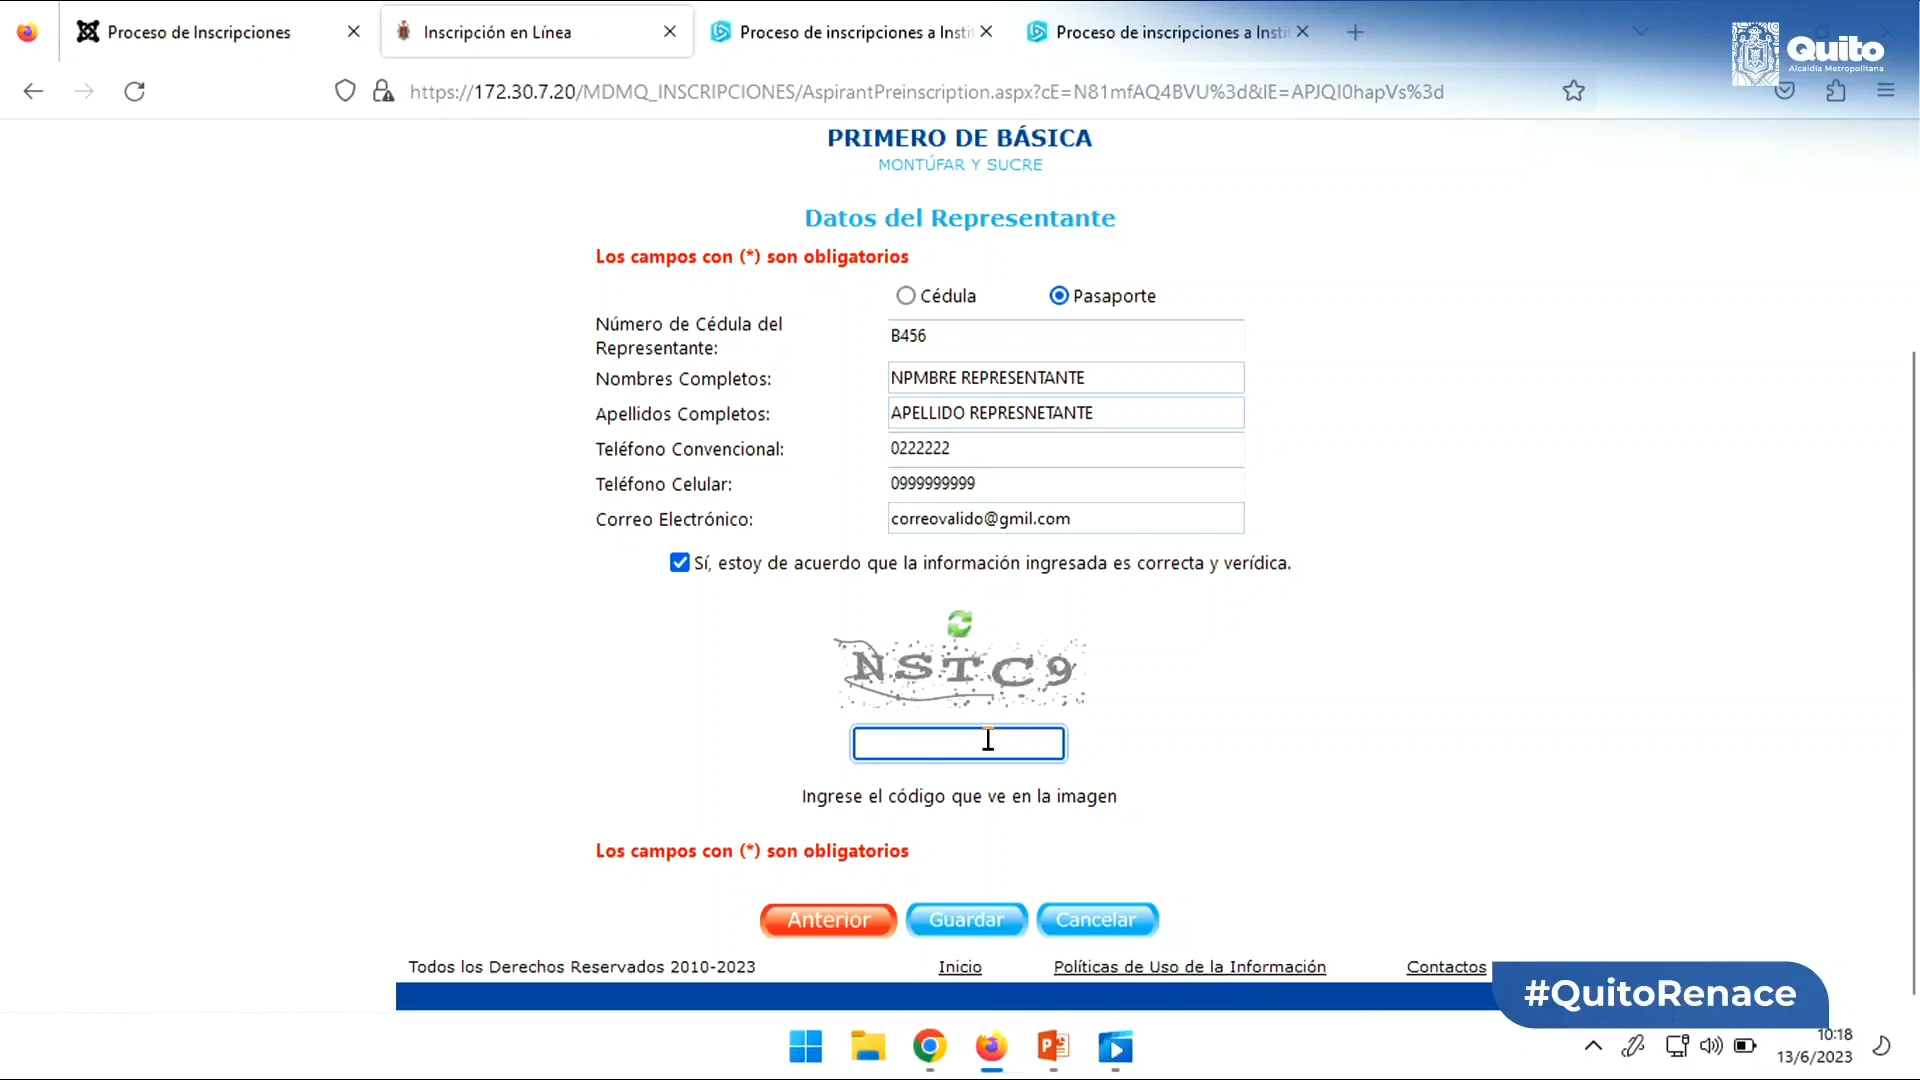 Proceso de Inscripciones
Inscripción en Línea
Proceso de inscripciones a Insti
Proceso de inscripciones a Insti
Quito
Alcaldía Metropolitana
https://172.30.7.20/MDMQ_INSCRIPCIONES/AspirantPreinscription.aspx?cE=N81mfAQ4BVU%3d&IE=APJQI0hapVs%3d
PRIMERO DE BÁSICA
MONTÚFAR Y SUCRE
Datos del Representante
Los campos con (*) son obligatorios
Cédula Pasaporte
Número de Cédula del
Representante:
B456
Nombres Completos: NPMBRE REPRESENTANTE
Apellidos Completos: APELLIDO REPRESNETANTE
Teléfono Convencional: 0222222
Teléfono Celular: 0999999999
Correo Electrónico: correovalido@gmil.com
Sí, estoy de acuerdo que la información ingresada es correcta y verídica.
NSTC9
Ingrese el código que ve en la imagen
Los campos con (*) son obligatorios
Anterior Guardar Cancelar
Todos los Derechos Reservados 2010-2023 Inicio Políticas de Uso de la Información Contactos
#QuitoRenace
10:18
13/6/2023